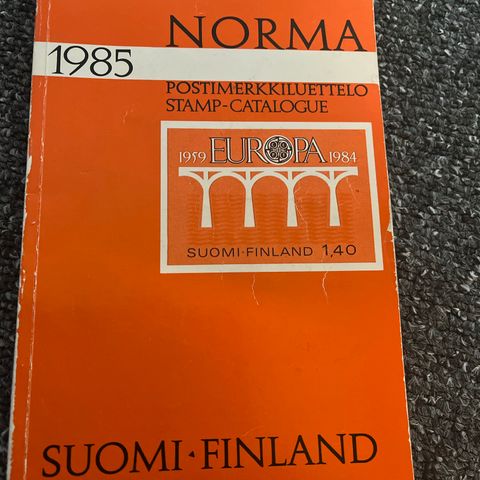 NORMA
1985
POSTIMERKKILUETTELO
STAMP-CATALOGUE
1959 EUROPA 1984
SUOMI·FINLAND 1,40
SUOMI·FINLAND